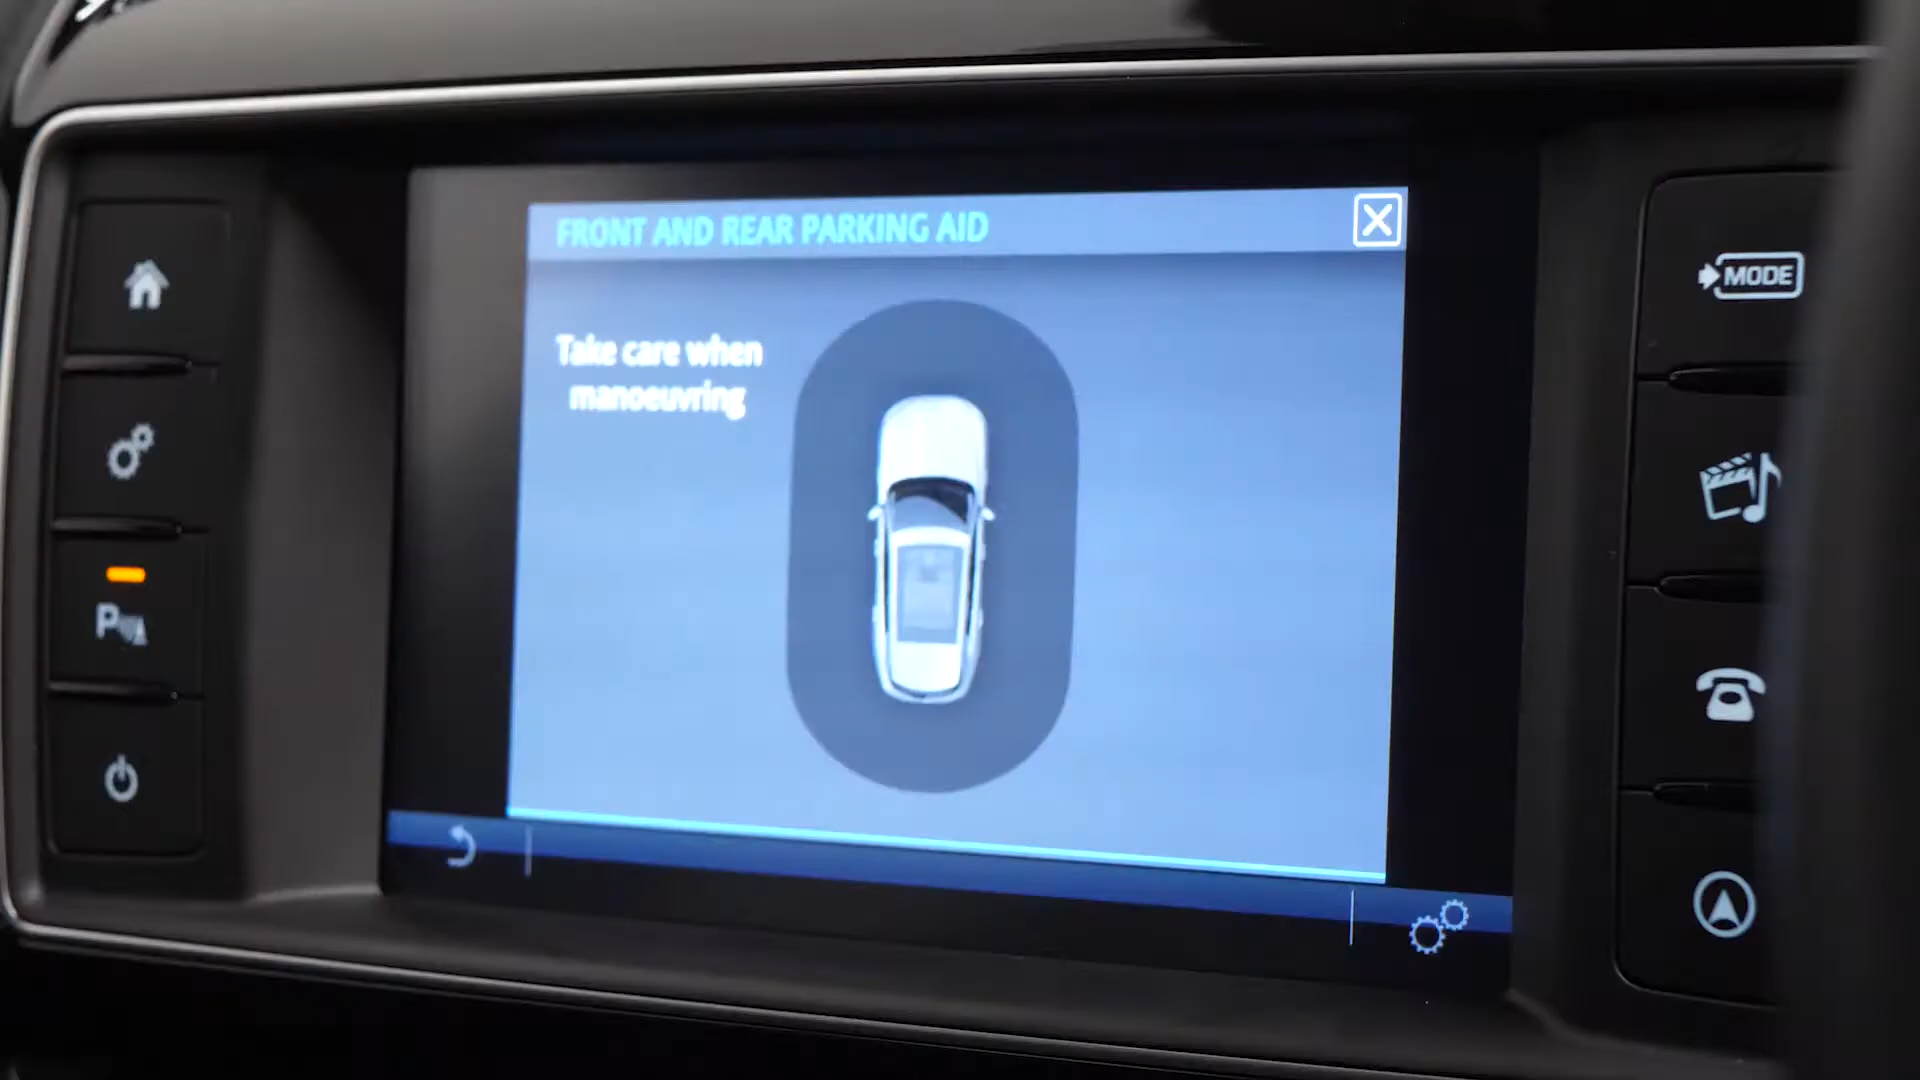 FRONT AND REAR PARKING AID
Take care when
manoeuvring
MODE
P